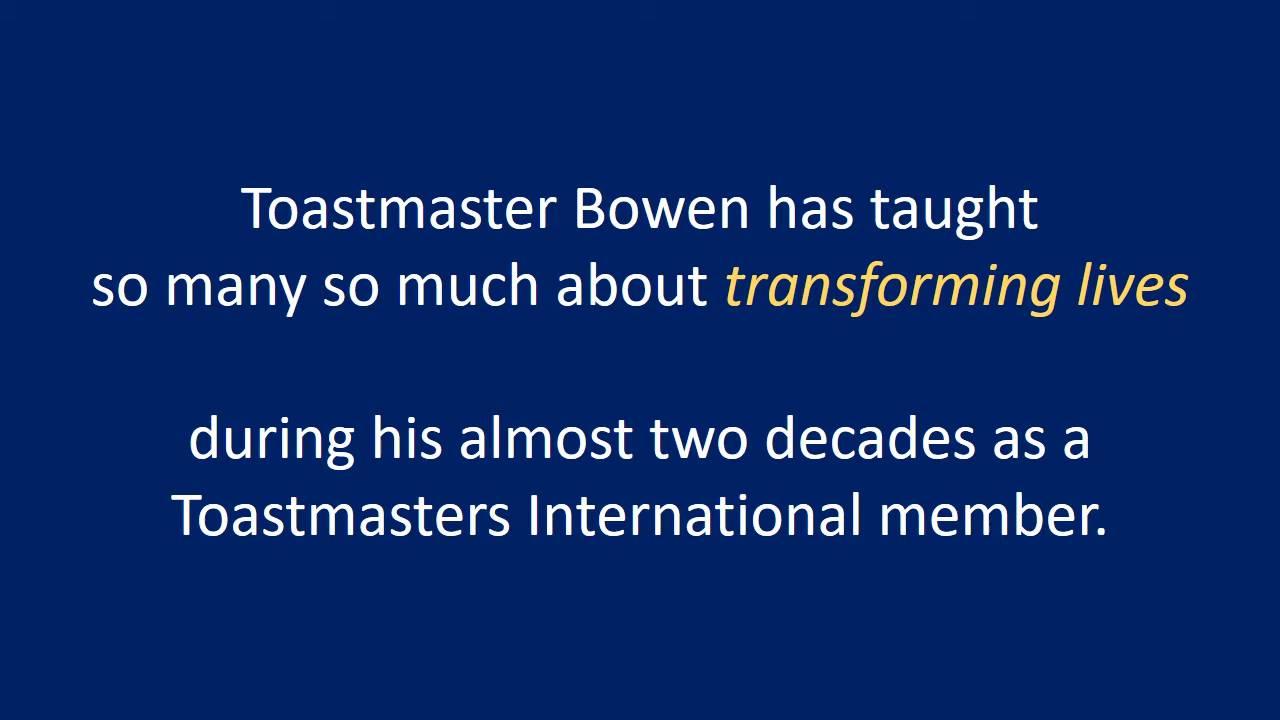 Toastmaster Bowen has taught
so many so much about transforming lives
during his almost two decades as a
Toastmasters International member.